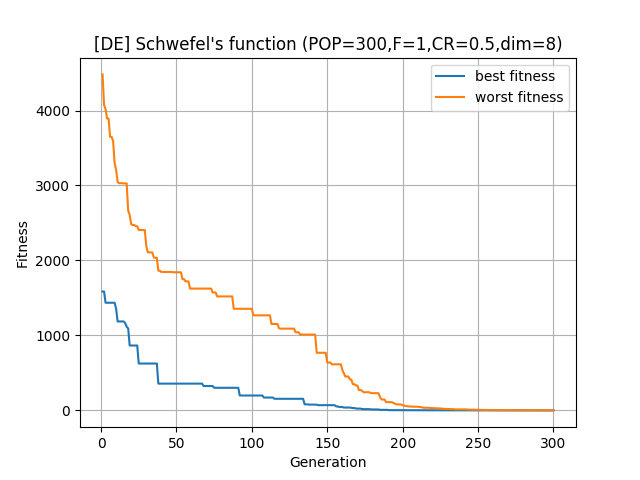 [DE] Schwefel's function (POP=300,F=1,CR=0.5,dim=8)
best fitness
worst fitness
4000
3000
2000
1000
0
Fitness
0 50 100 150 200 250 300
Generation